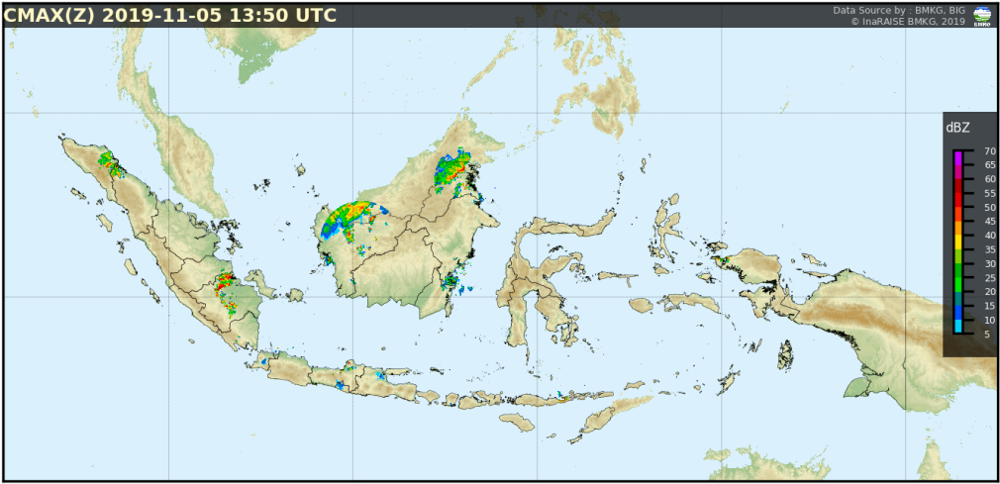 CMAX(Z) 2019-11-05 13:50 UTC
Data Source by : BMKG, BIG
© InaRAISE BMKG, 2019
BMKG
dBZ
70
65
60
55
50
45
40
35
30
25
20
15
10
5